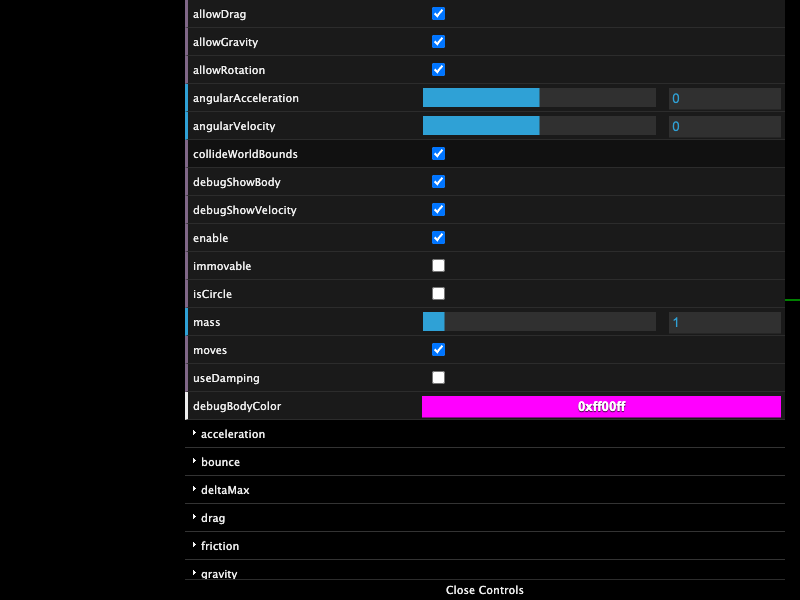 allowDrag
allowGravity
allowRotation
angularAcceleration 0
angularVelocity 0
collideWorldBounds
debugShowBody
debugShowVelocity
enable
immovable
isCircle
mass 1
moves
useDamping
debugBodyColor 0xff00ff
acceleration
bounce
deltaMax
drag
friction
gravity
Close Controls